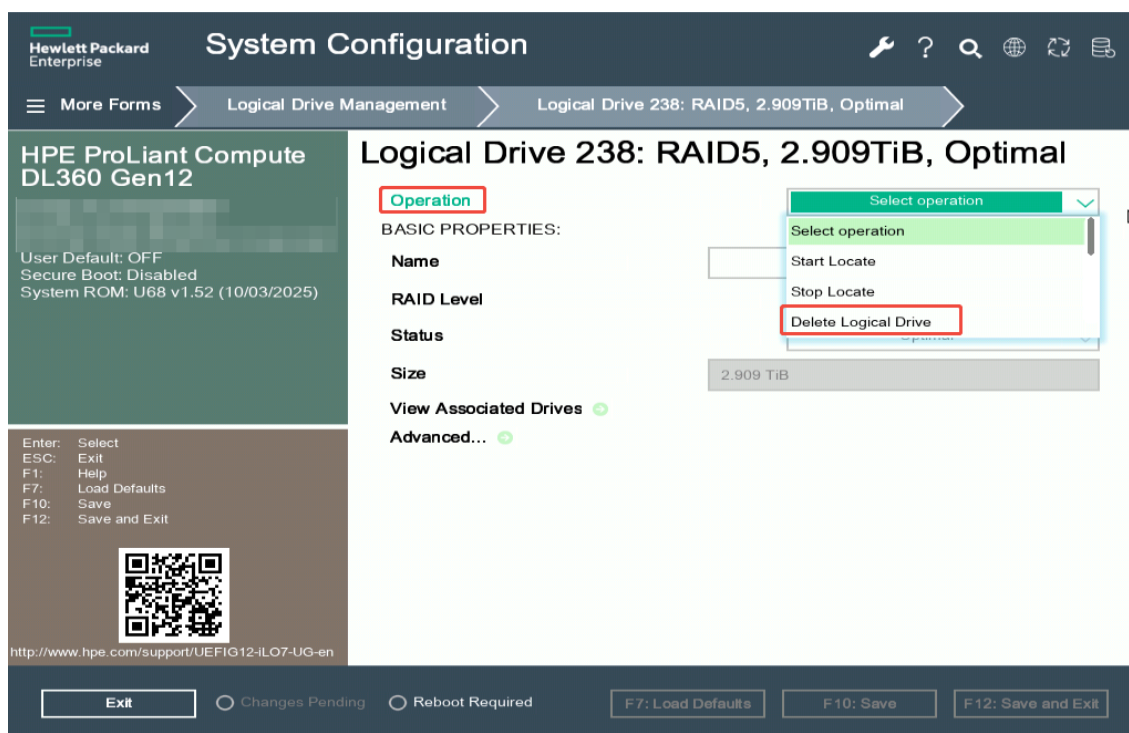 Hewlett Packard
Enterprise
System Configuration
More Forms
Logical Drive Management
Logical Drive 238: RAID5, 2.909TiB, Optimal
HPE ProLiant Compute
DL360 Gen12
User Default: OFF
Secure Boot: Disabled
System ROM: U68 v1.52 (10/03/2025)
Enter: Select
ESC: Exit
F1: Help
F7: Load Defaults
F10: Save
F12: Save and Exit
http://www.hpe.com/support/UEFIG12-iLO7-UG-en
Logical Drive 238: RAID5, 2.909TiB, Optimal
Operation
Select operation
BASIC PROPERTIES:
Select operation
Name
Start Locate
RAID Level
Stop Locate
Delete Logical Drive
Status
Size
2.909 TiB
View Associated Drives
Advanced...
Exit
Changes Pending
Reboot Required
F7: Load Defaults
F10: Save
F12: Save and Exit